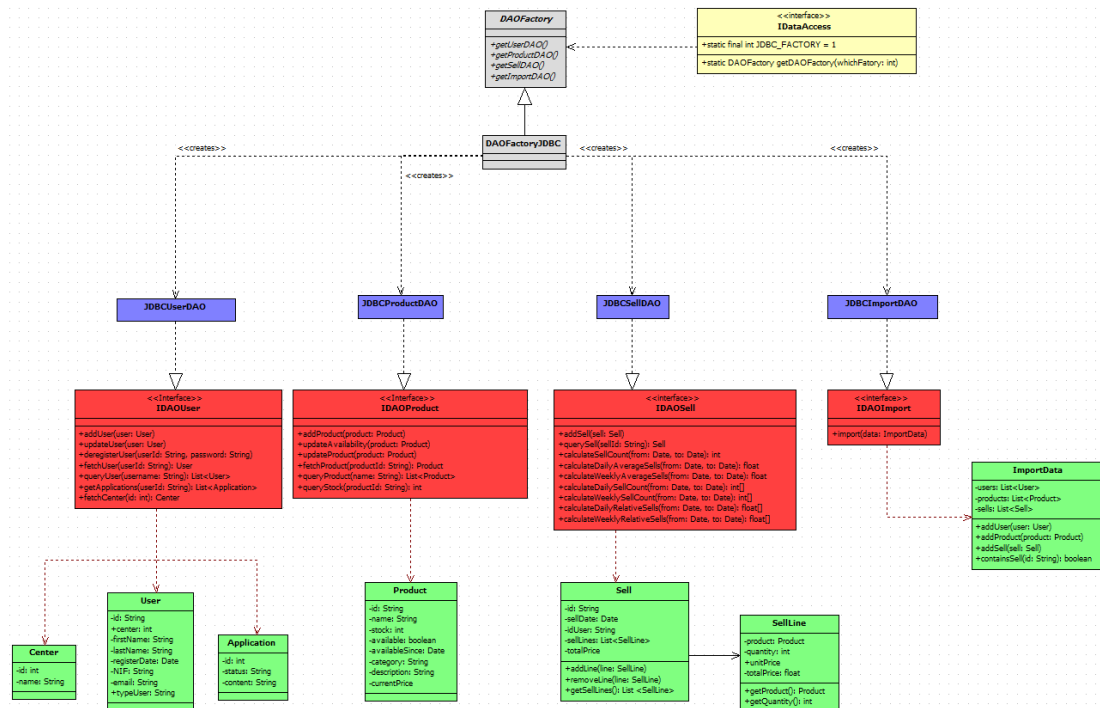 DAOFactory
+getUserDAO()
+getProductDAO()
+getSellDAO()
+getImportDAO()
<<interface>>
IDataAccess
+static final int JDBC_FACTORY = 1
+static DAOFactory getDAOFactory(whichFatory: int)
DAOFactoryJDBC
<<creates>>
<<creates>>
<<creates>>
<<creates>>
JDBCUserDAO
JDBCProductDAO
JDBCSellDAO
JDBCImportDAO
<<Interface>>
IDAOUser
+addUser(user: User)
+updateUser(user: User)
+deregisterUser(userId: String, password: String)
+fetchUser(userId: String): User
+queryUser(username: String): List<User>
+getApplications(userId: String): List<Application>
+fetchCenter(id: int): Center
<<Interface>>
IDAOProduct
+addProduct(product: Product)
+updateAvailability(product: Product)
+updateProduct(product: Product)
+fetchProduct(productId: String): Product
+queryProduct(name: String): List<Product>
+queryStock(productId: String): int
<<interface>>
IDAOSell
+addSell(sell: Sell)
+querySell(sellId: String): Sell
+calculateSellCount(from: Date, to: Date): int
+calculateDailyAverageSells(from: Date, to: Date): float
+calculateWeeklyAverageSells(from: Date, to: Date): float
+calculateDailySellCount(from: Date, to: Date): int[]
+calculateWeeklySellCount(from: Date, to: Date): int[]
+calculateDailyRelativeSells(from: Date, to: Date): float[]
+calculateWeeklyRelativeSells(from: Date, to: Date): float[]
<<interface>>
IDAOImport
+import(data: ImportData)
ImportData
-users: List<User>
-products: List<Product>
-sells: List<Sell>
+addUser(user: User)
+addProduct(product: Product)
+addSell(sell: Sell)
+containsSell(id: String): boolean
Center
-id: int
-name: String
User
-id: String
+center: int
-firstName: String
-lastName: String
-registerDate: Date
-NIF: String
-email: String
+typeUser: String
Application
-id: int
-status: String
-content: String
Product
-id: String
-name: String
-stock: int
-available: boolean
-availableSince: Date
-category: String
-description: String
-currentPrice
Sell
-id: String
-sellDate: Date
-idUser: String
-sellLines: List<SellLine>
-totalPrice
+addLine(line: SellLine)
+removeLine(line: SellLine)
+getSellLines(): List <SellLine>
SellLine
-product: Product
-quantity: int
+unitPrice
-totalPrice: float
+getProduct(): Product
+getQuantity(): int